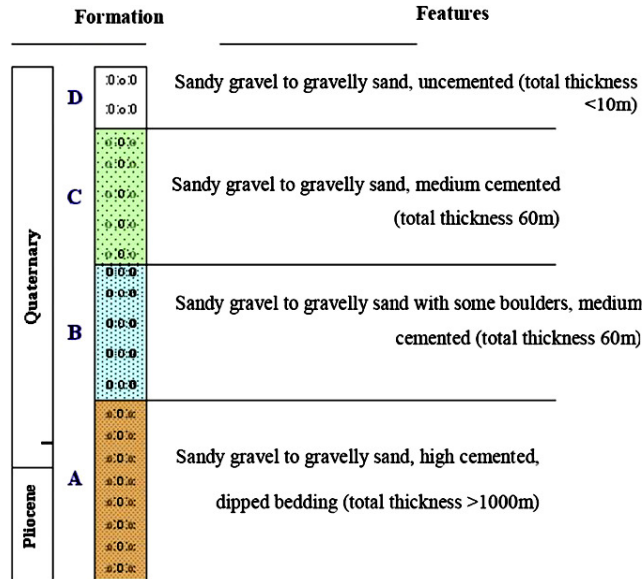 Formation
Features
D
Sandy gravel to gravelly sand, uncemented (total thickness
<10m)
C
Sandy gravel to gravelly sand, medium cemented
(total thickness 60m)
Quaternary
B
Sandy gravel to gravelly sand with some boulders, medium
cemented (total thickness 60m)
A
Sandy gravel to gravelly sand, high cemented,
dipped bedding (total thickness >1000m)
Pliocene